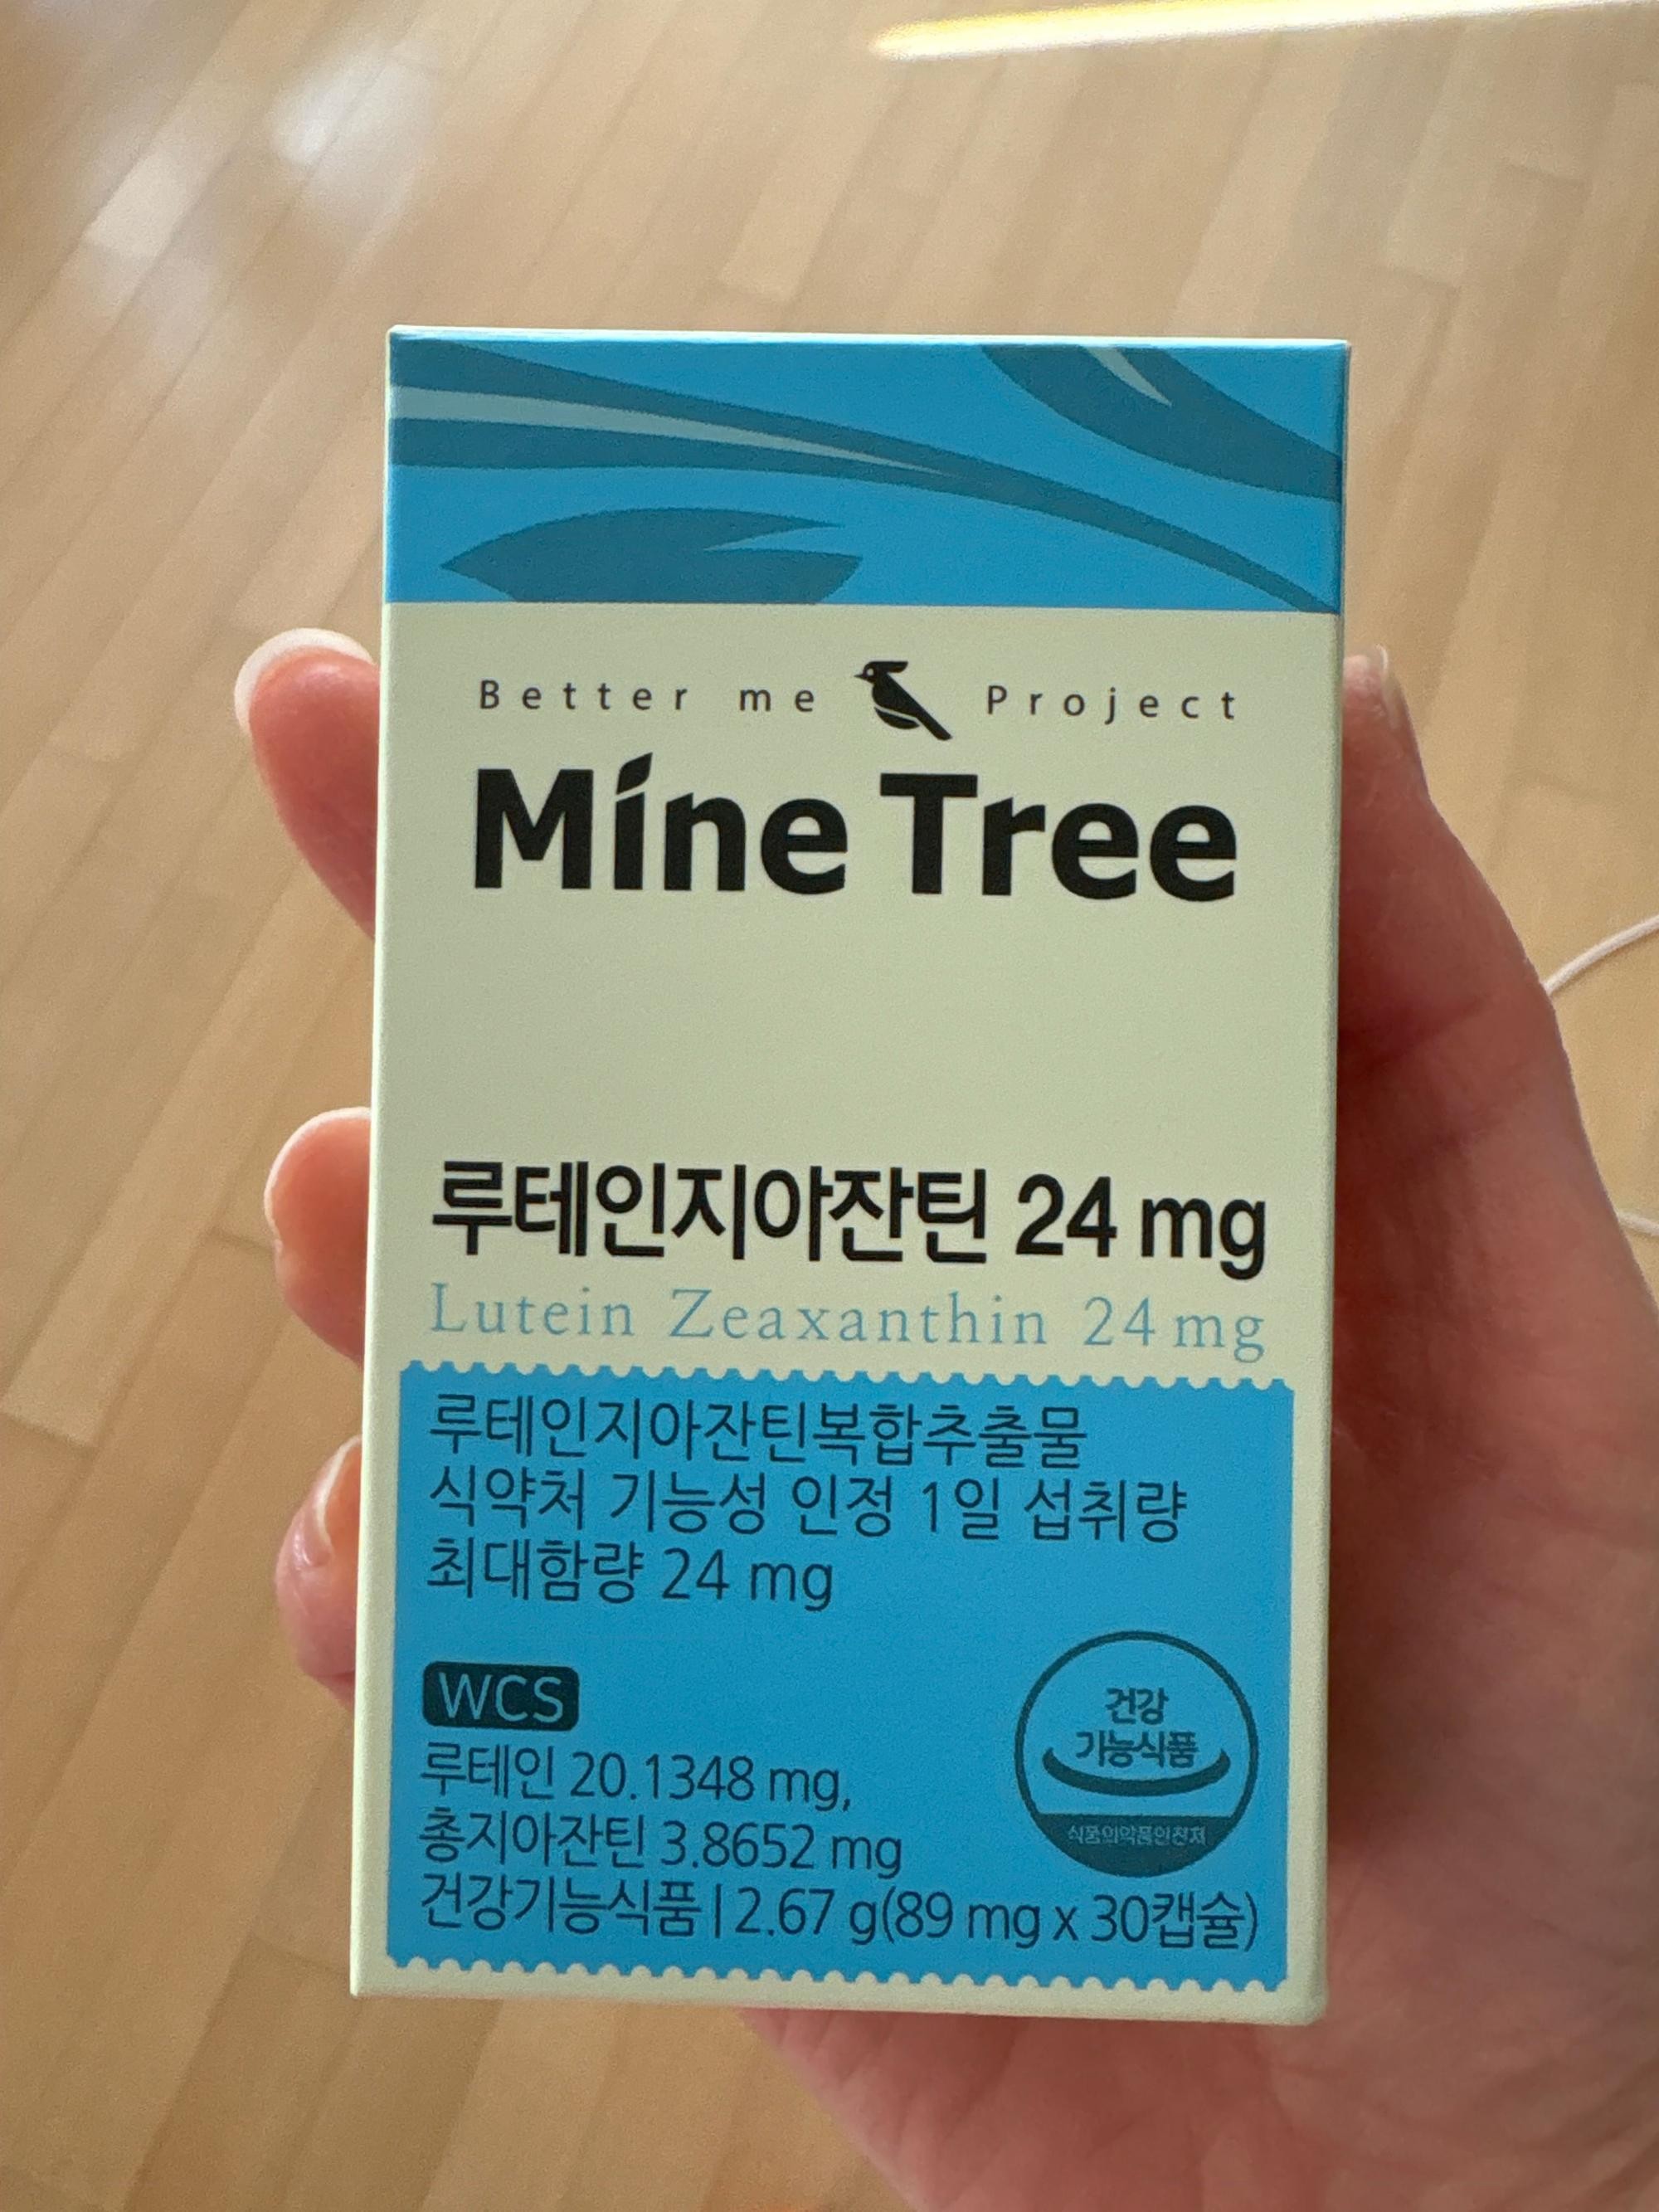 Better me Project
Mine Tree
루테인지아잔틴 24 mg
Lutein Zeaxanthin 24 mg
루테인지아잔틴복합추출물
식약처 기능성 인정 1일 섭취량
최대함량 24 mg
WCS
루테인 20.1348 mg,
총지아잔틴 3.8652 mg
건강기능식품 | 2.67 g(89 mg x 30캡슐)
건강
기능식품
식품의약품안전처